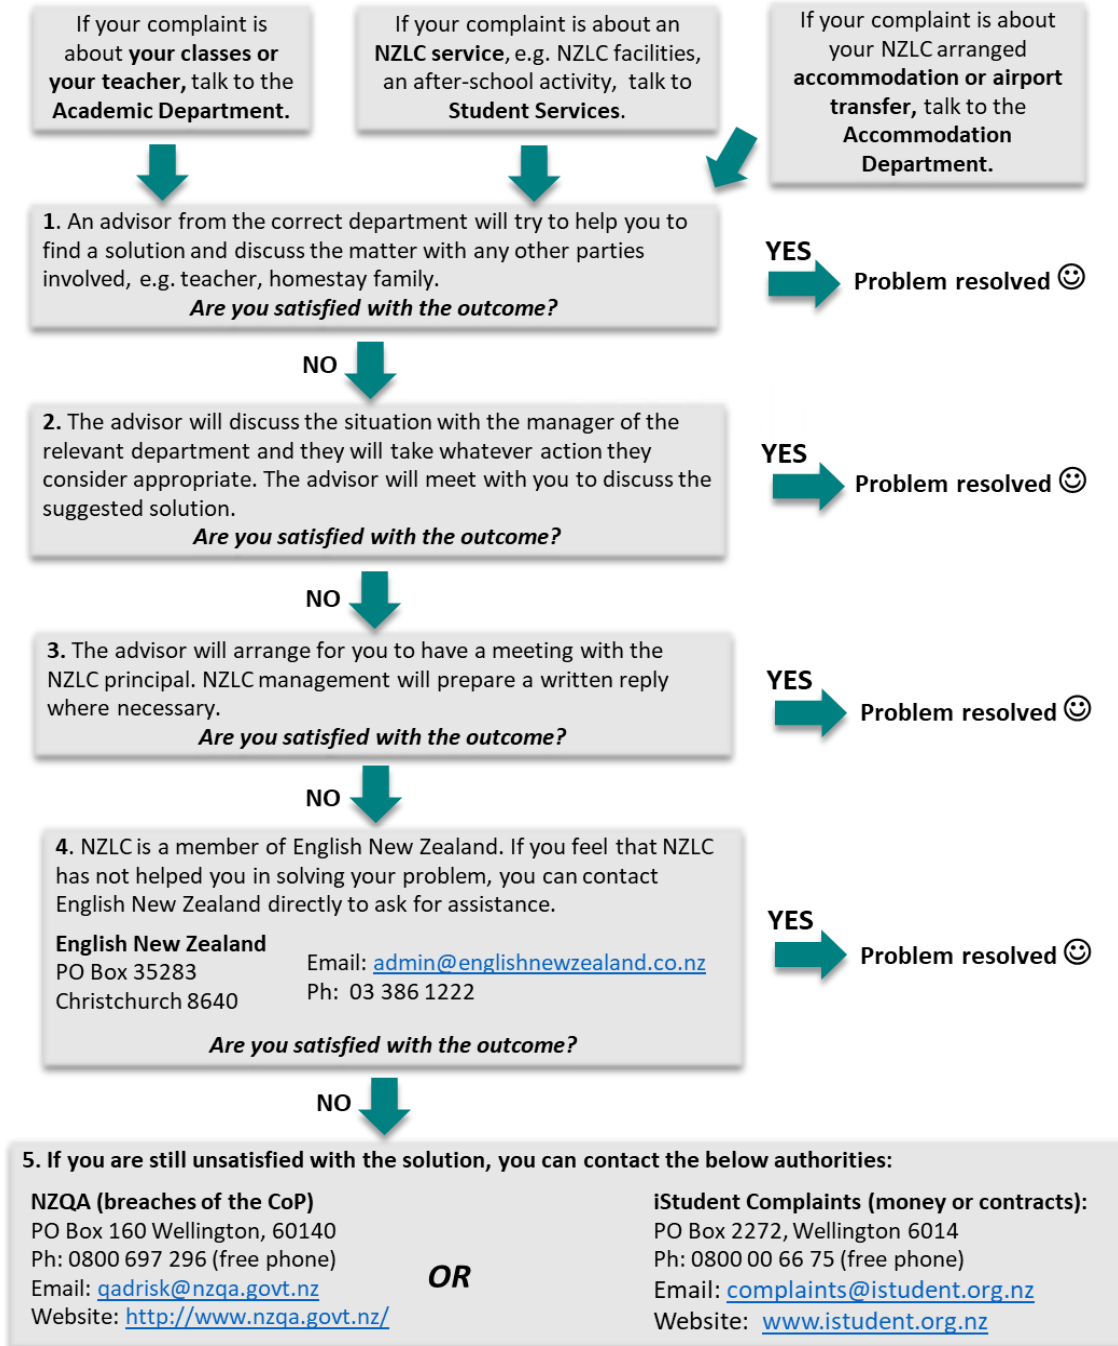 If your complaint is
about your classes or
your teacher, talk to the
Academic Department.
If your complaint is about an
NZLC service, e.g. NZLC facilities,
an after-school activity, talk to
Student Services.
If your complaint is about
your NZLC arranged
accommodation or airport
transfer, talk to the
Accommodation
Department.
1. An advisor from the correct department will try to help you to
find a solution and discuss the matter with any other parties
involved, e.g. teacher, homestay family.
Are you satisfied with the outcome?
YES
Problem resolved ☺
NO
2. The advisor will discuss the situation with the manager of the
relevant department and they will take whatever action they
consider appropriate. The advisor will meet with you to discuss the
suggested solution.
Are you satisfied with the outcome?
YES
Problem resolved ☺
NO
3. The advisor will arrange for you to have a meeting with the
NZLC principal. NZLC management will prepare a written reply
where necessary.
Are you satisfied with the outcome?
YES
Problem resolved ☺
NO
4. NZLC is a member of English New Zealand. If you feel that NZLC
has not helped you in solving your problem, you can contact
English New Zealand directly to ask for assistance.
English New Zealand
PO Box 35283
Christchurch 8640
Email: admin@englishnewzealand.co.nz
Ph: 03 386 1222
Are you satisfied with the outcome?
YES
Problem resolved ☺
NO
5. If you are still unsatisfied with the solution, you can contact the below authorities:
NZQA (breaches of the CoP)
PO Box 160 Wellington, 60140
Ph: 0800 697 296 (free phone)
Email: qadrisk@nzqa.govt.nz
Website: http://www.nzqa.govt.nz/
OR
iStudent Complaints (money or contracts):
PO Box 2272, Wellington 6014
Ph: 0800 00 66 75 (free phone)
Email: complaints@istudent.org.nz
Website: www.istudent.org.nz